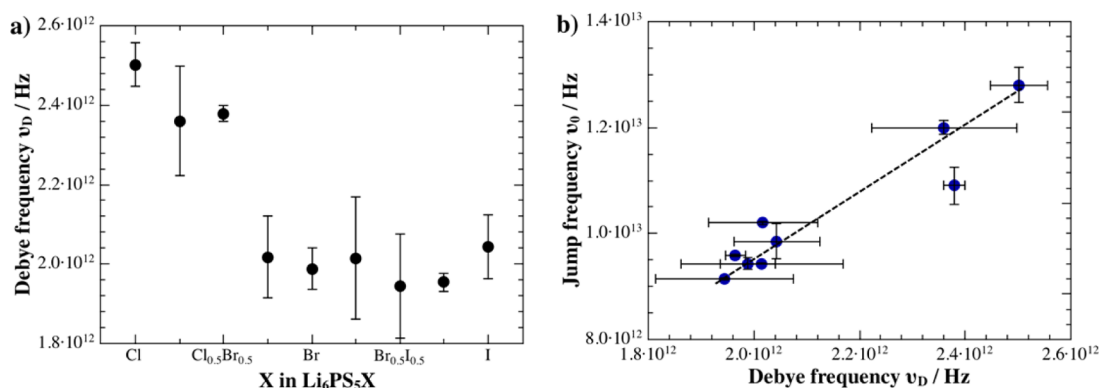 a)
2.6·10¹²
2.4·10¹²
2.2·10¹²
2.0·10¹²
1.8·10¹²
Debye frequency υ_D / Hz
Cl
Cl₀.₅Br₀.₅
Br
Br₀.₅I₀.₅
I
X in Li₆PS₅X
b)
1.4·10¹³
1.2·10¹³
1.0·10¹³
8.0·10¹²
Jump frequency υ₀ / Hz
1.8·10¹²
2.0·10¹²
2.2·10¹²
2.4·10¹²
2.6·10¹²
Debye frequency υ_D / Hz